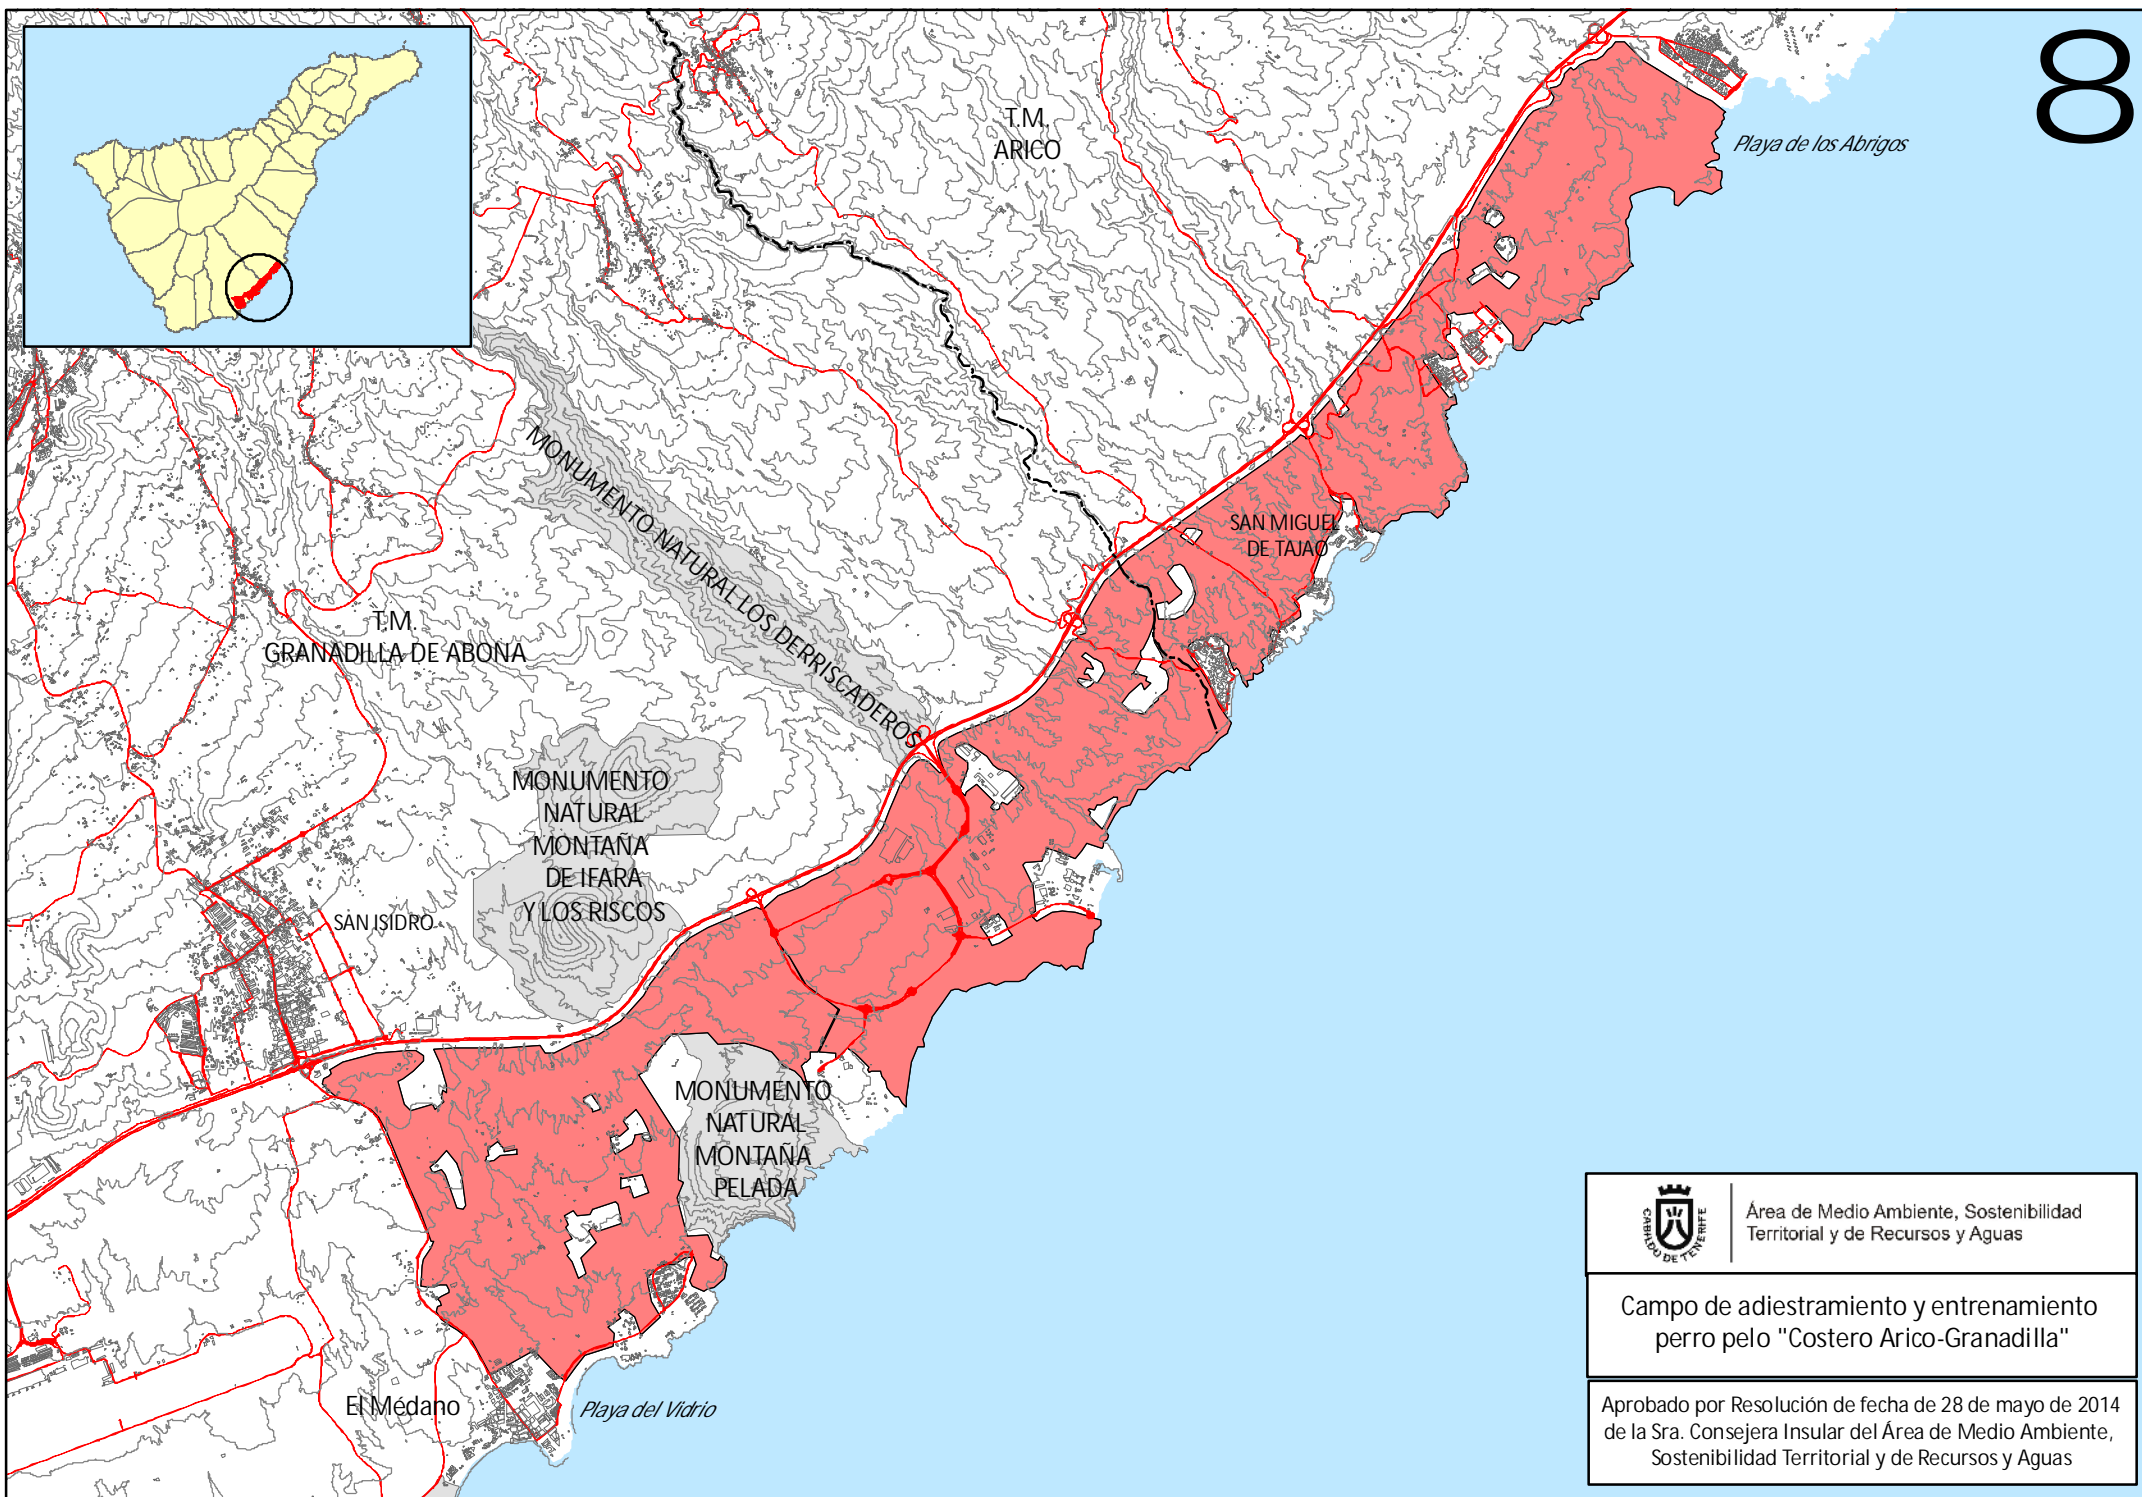 8
T.M.
ARICO
Playa de los Abrigos
MONUMENTO NATURAL LOS DERRISCADEROS
SAN MIGUEL
DE TAJAO
T.M.
GRANADILLA DE ABONA
MONUMENTO
NATURAL
MONTAÑA
DE IFARA
Y LOS RISCOS
SAN ISIDRO
MONUMENTO
NATURAL
MONTAÑA
PELADA
El Médano
Playa del Vidrio
CABILDO DE TENERIFE
Área de Medio Ambiente, Sostenibilidad
Territorial y de Recursos y Aguas
Campo de adiestramiento y entrenamiento
perro pelo "Costero Arico-Granadilla"
Aprobado por Resolución de fecha de 28 de mayo de 2014
de la Sra. Consejera Insular del Área de Medio Ambiente,
Sostenibilidad Territorial y de Recursos y Aguas